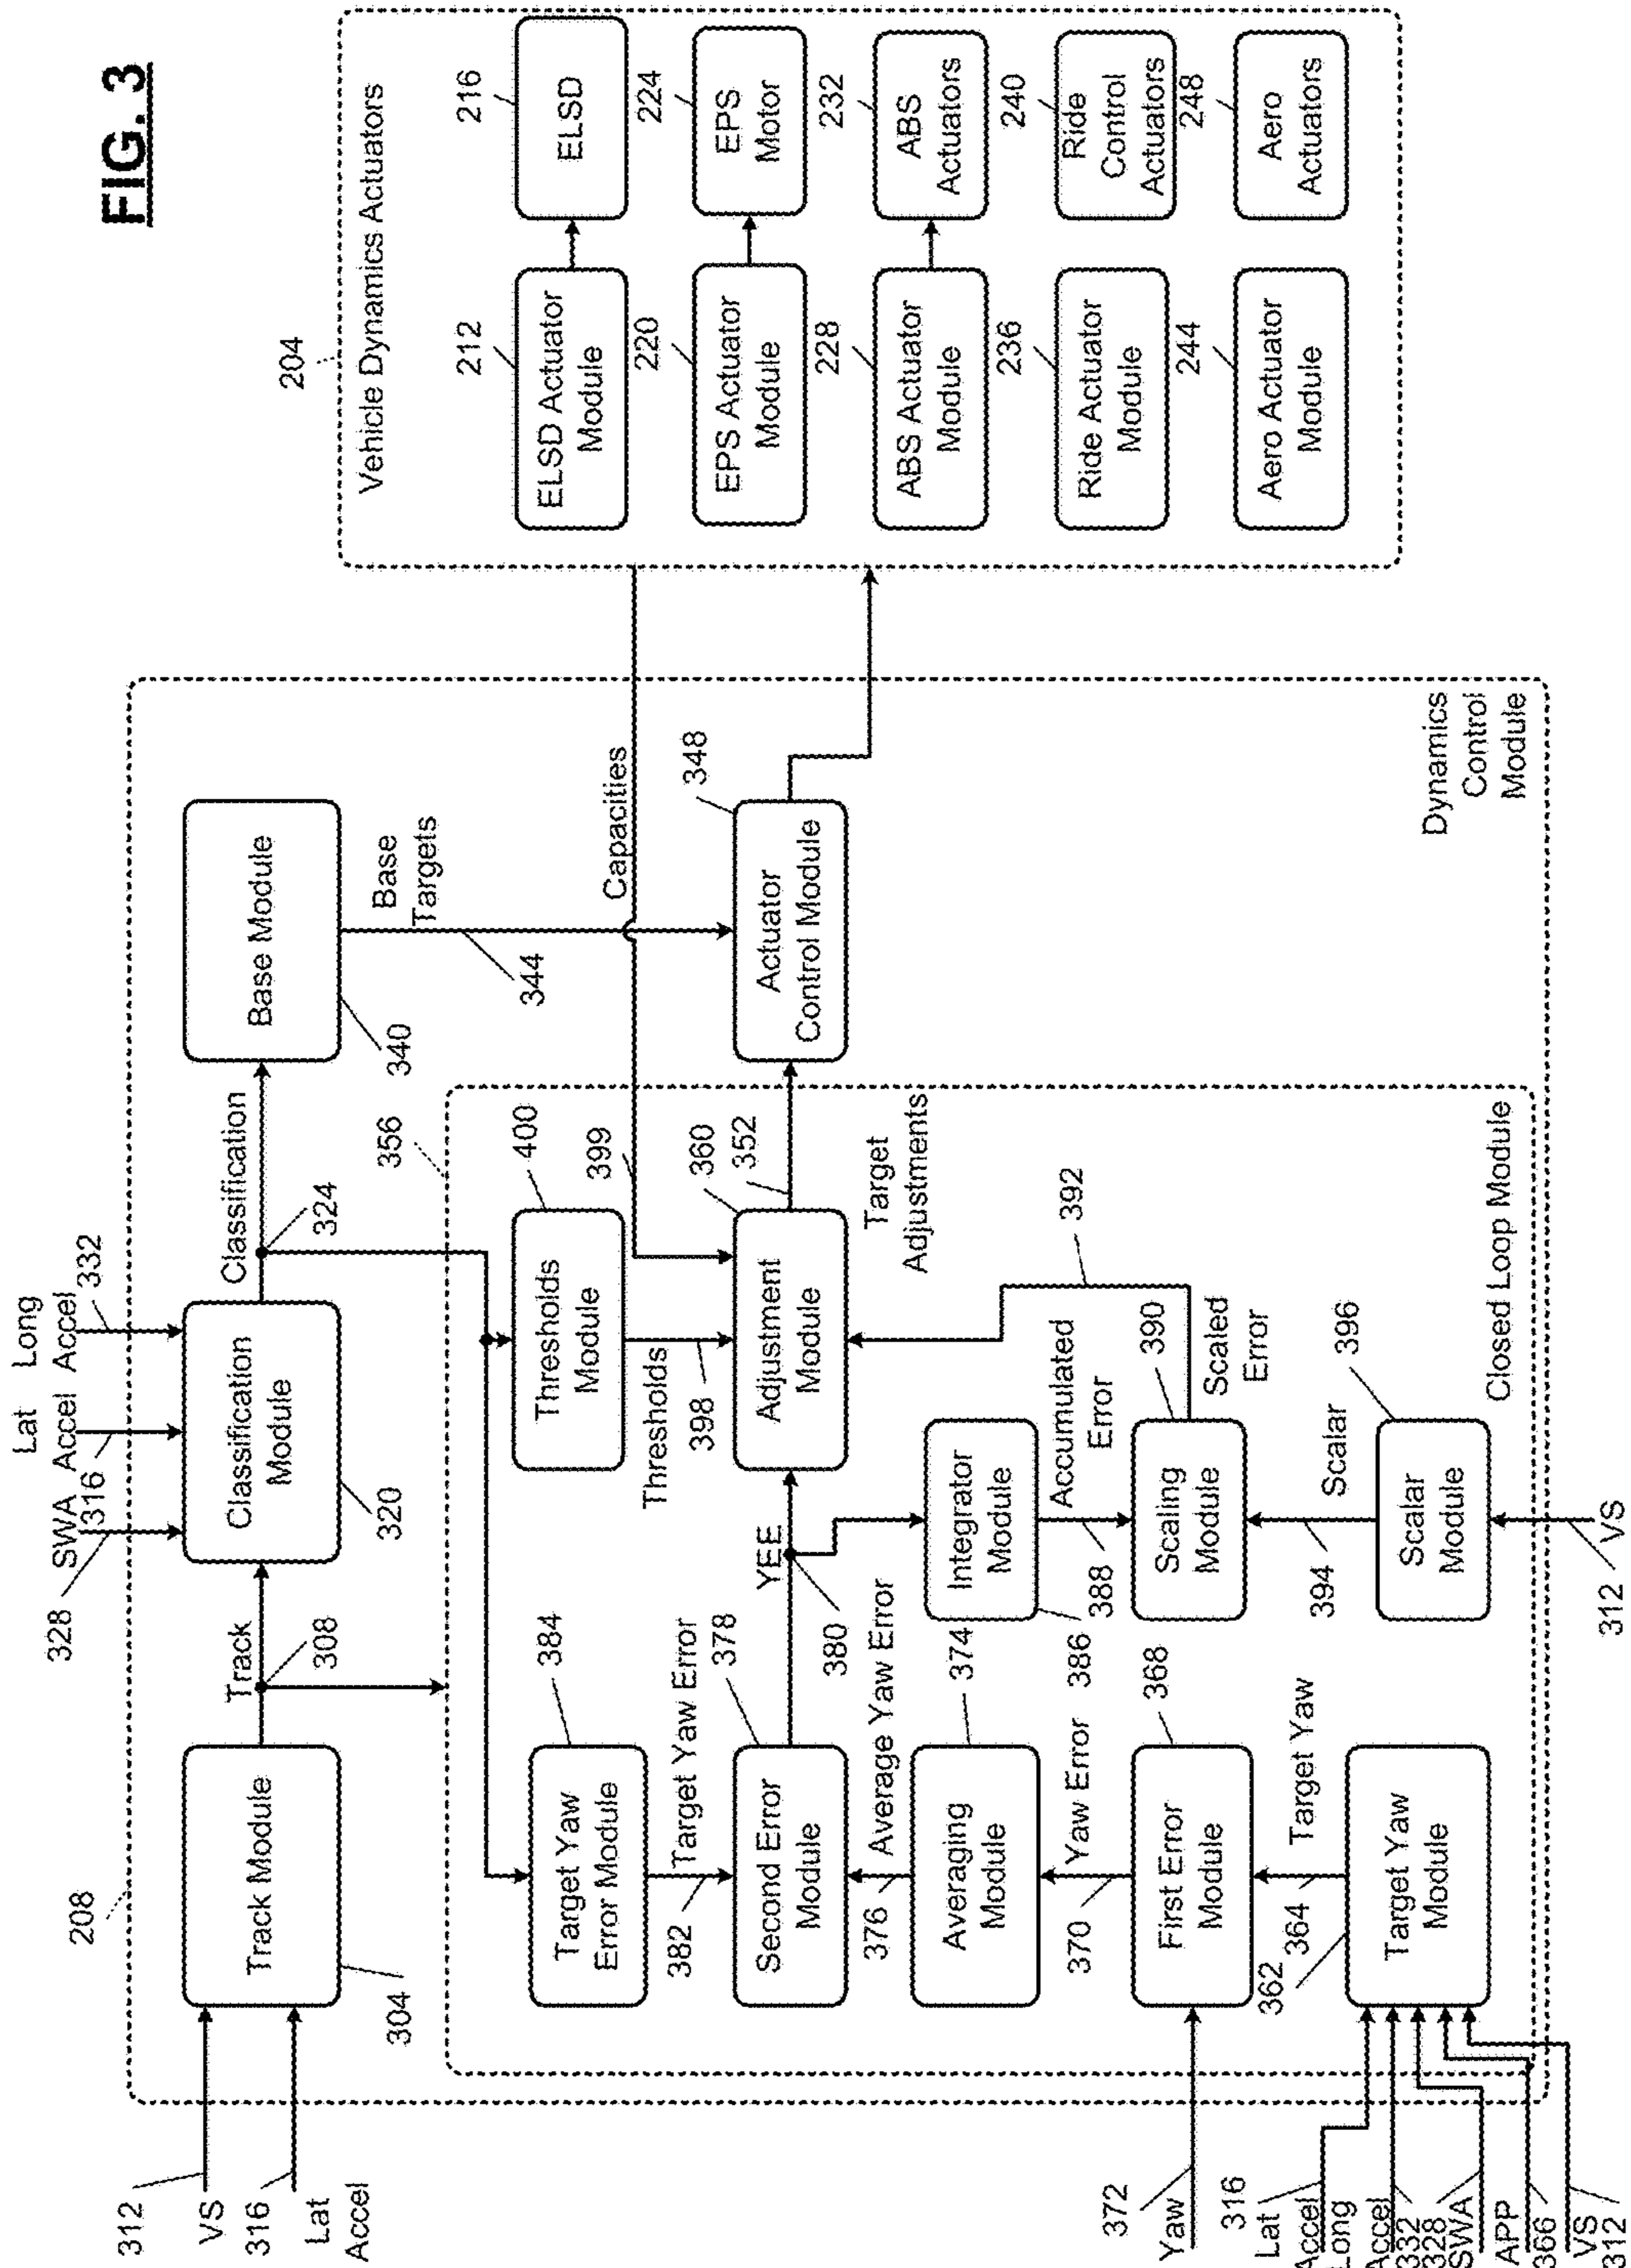 FIG. 3
208
312
VS
316
Lat
Accel
Track Module
304
Track
308
328
SWA
316
Lat
Accel
Long
Accel
332
Classification
Module
320
Classification
324
Base Module
340
Base
Targets
344
356
Target Yaw
Error Module
384
Target Yaw Error
382
Second Error
Module
378
YEE
380
Average Yaw Error
376
Averaging
Module
374
Yaw Error
370
First Error
Module
368
372
Yaw
Target Yaw
364
362
Target Yaw
Module
316
Lat
Accel
Long
Accel
332
328
SWA
APP
366
VS
312
Thresholds
Module
400
Thresholds
398
399
Adjustment
Module
360
352
Target
Adjustments
Integrator
Module
386
388
Accumulated
Error
Scaling
Module
390
Scaled
Error
392
394
Scalar
Scalar
Module
396
312
VS
Closed Loop Module
Capacities
Actuator
Control Module
348
Dynamics
Control
Module
204
Vehicle Dynamics Actuators
212
ELSD Actuator
Module
216
ELSD
220
EPS Actuator
Module
224
EPS
Motor
228
ABS Actuator
Module
232
ABS
Actuators
236
Ride Actuator
Module
240
Ride
Control
Actuators
244
Aero Actuator
Module
248
Aero
Actuators